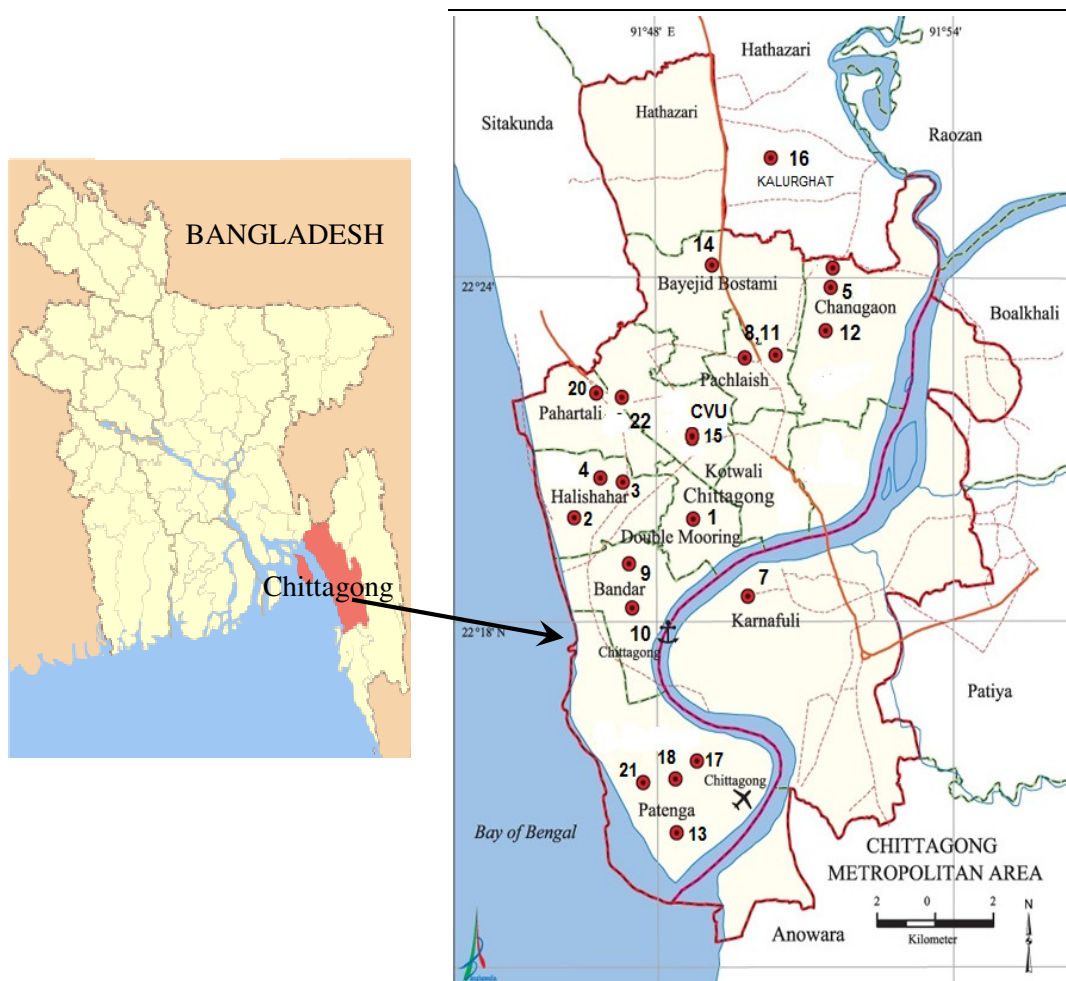 BANGLADESH
Chittagong
91°48' E
91°54'
Hathazari
Hathazari
Sitakunda
Raozan
16
KALURGHAT
14
Bayejid Bostami
22°24'
5
Chanqgaon
Boalkhali
8,11
12
Pachlaish
20
Pahartali
22
CVU
15
4
3
Kotwali
Halishahar
Chittagong
2
1
Double Mooring
9
7
Bandar
Karnafuli
22°18' N
10
Chittagong
Patiya
18
17
21
Chittagong
Patenga
13
Bay of Bengal
CHITTAGONG
METROPOLITAN AREA
2 0 2
Kilometer
N
Anowara